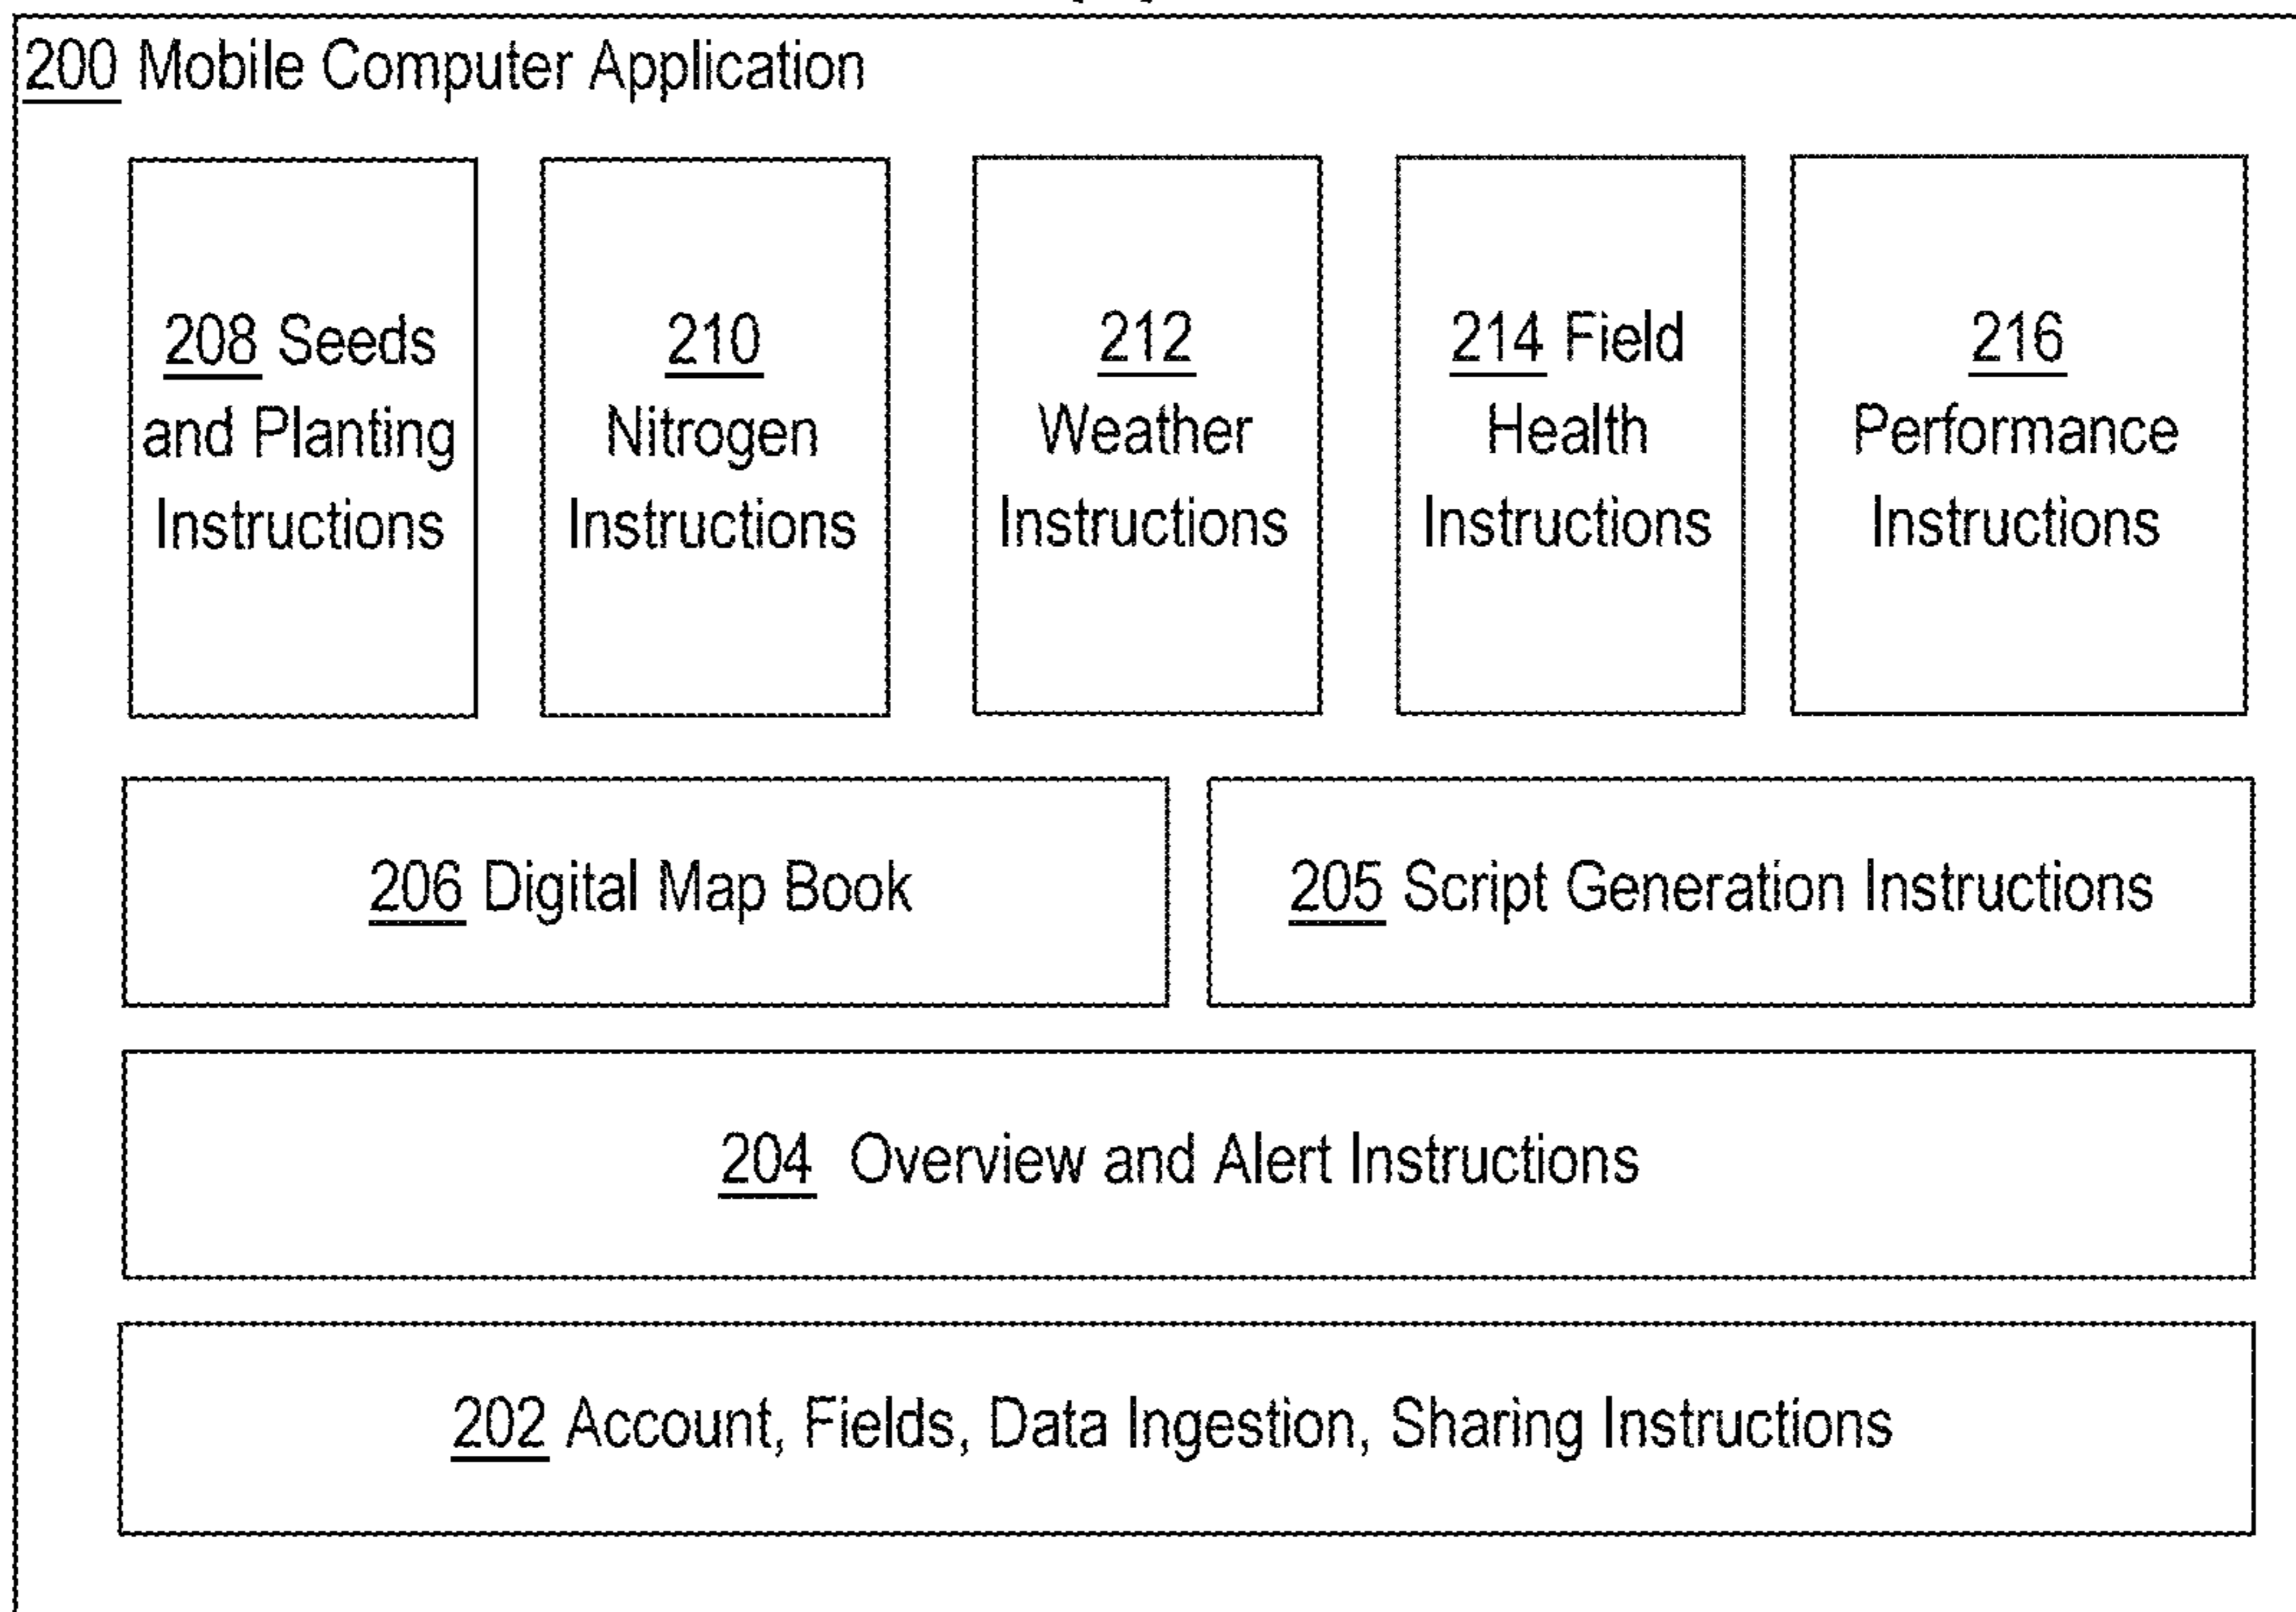 200 Mobile Computer Application
208 Seeds
and Planting
Instructions
210
Nitrogen
Instructions
212
Weather
Instructions
214 Field
Health
Instructions
216
Performance
Instructions
206 Digital Map Book
205 Script Generation Instructions
204 Overview and Alert Instructions
202 Account, Fields, Data Ingestion, Sharing Instructions